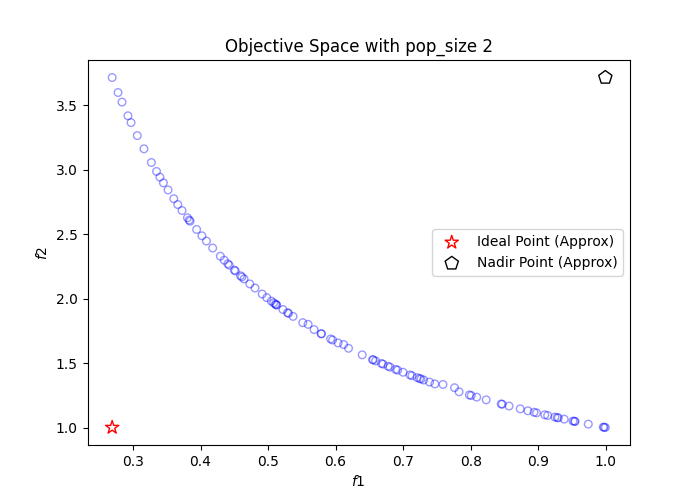 Objective Space with pop_size 2
3.5
3.0
2.5
2.0
1.5
1.0
f2
Ideal Point (Approx)
Nadir Point (Approx)
0.3 0.4 0.5 0.6 0.7 0.8 0.9 1.0
f1